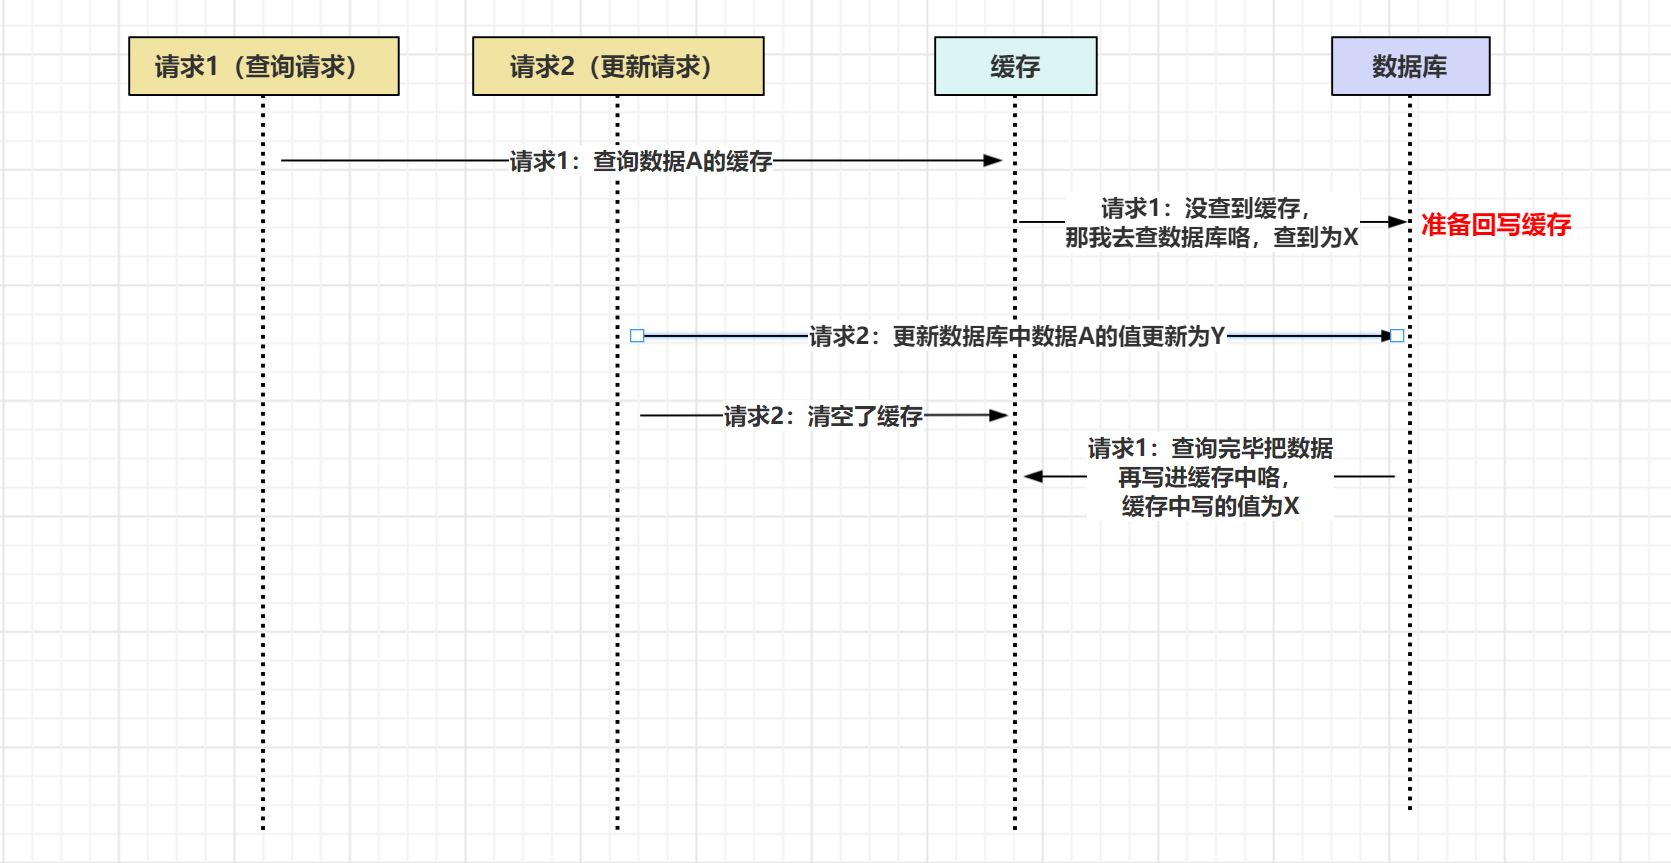 请求1（查询请求）
请求2（更新请求）
缓存
数据库
请求1：查询数据A的缓存
请求1：没查到缓存，
那我去查数据库咯，查到为X
准备回写缓存
请求2：更新数据库中数据A的值更新为Y
请求2：清空了缓存
请求1：查询完毕把数据
再写进缓存中咯，
缓存中写的值为X